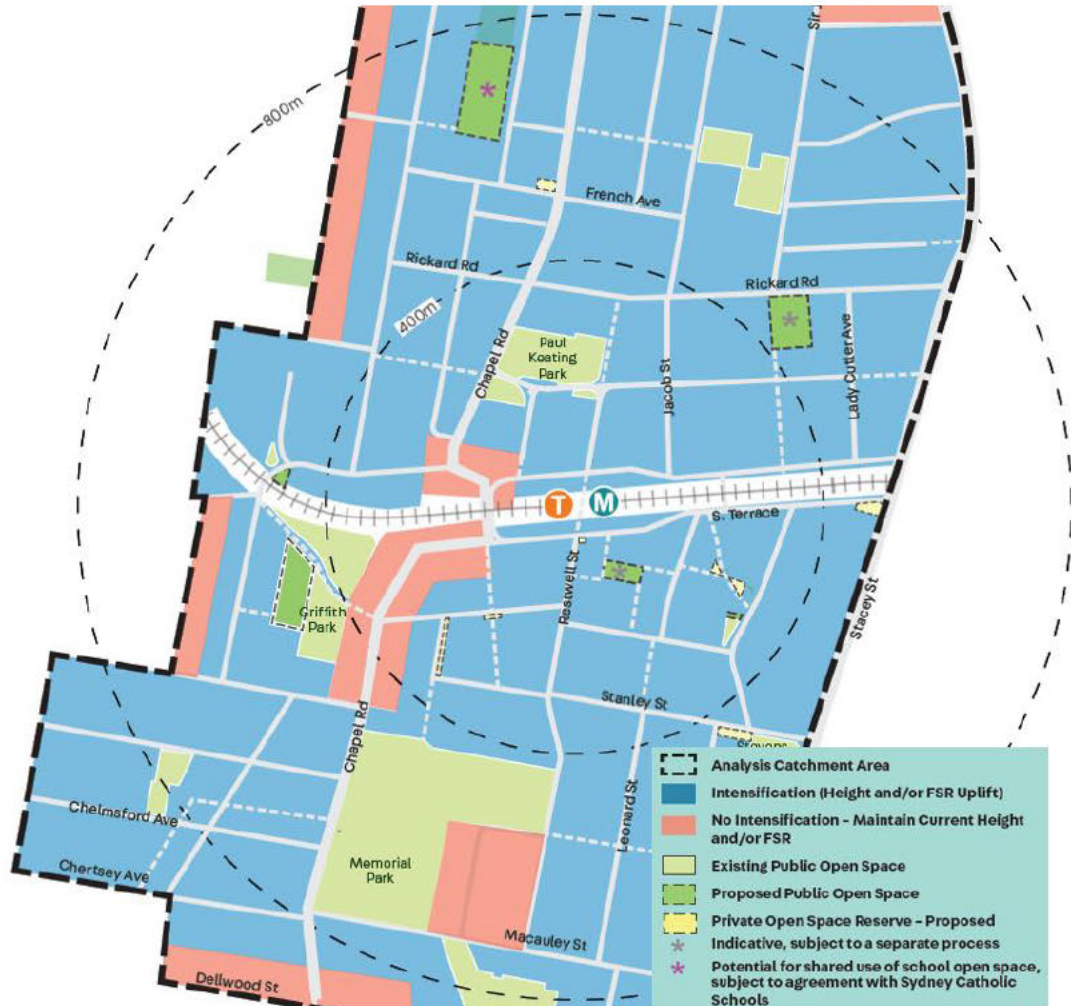 Sir
800m
French Ave
Rickard Rd
Rickard Rd
400m
Chapel Rd
Paul
Keating
Park
Jacob St
Lady Cutler Ave
T
M
S. Terrace
Restwell St
Stacey St
Griffith
Park
Stanley St
Chapel Rd
Leonard St
Chelmsford Ave
Chertsey Ave
Memorial
Park
Macauley St
Dellwood St
Analysis Catchment Area
Intensification (Height and/or FSR Uplift)
No Intensification – Maintain Current Height
and/or FSR
Existing Public Open Space
Proposed Public Open Space
Private Open Space Reserve – Proposed
Indicative, subject to a separate process
Potential for shared use of school open space,
subject to agreement with Sydney Catholic
Schools